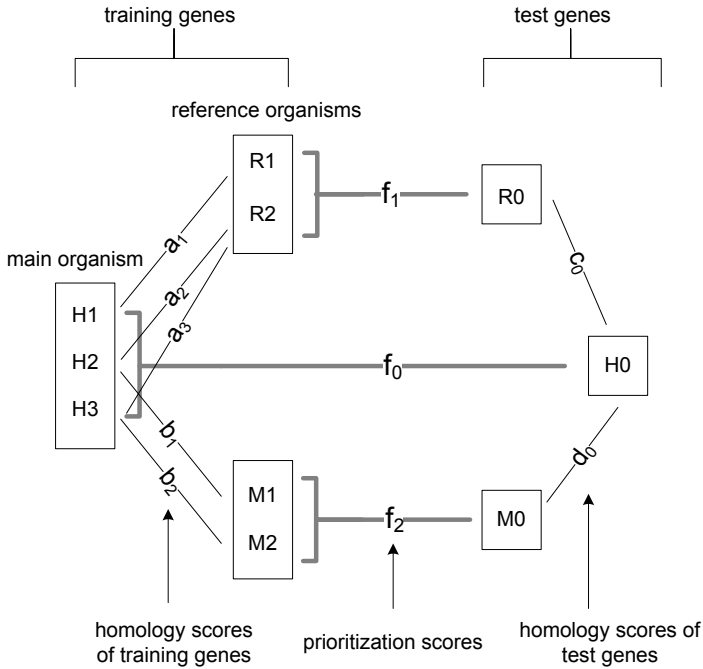 training genes
test genes
reference organisms
R1
R2
f₁
R0
a₁
a₂
a₃
c₀
main organism
H1
H2
H3
f₀
H0
b₁
b₂
d₀
M1
M2
f₂
M0
homology scores
of training genes
prioritization scores
homology scores of
test genes